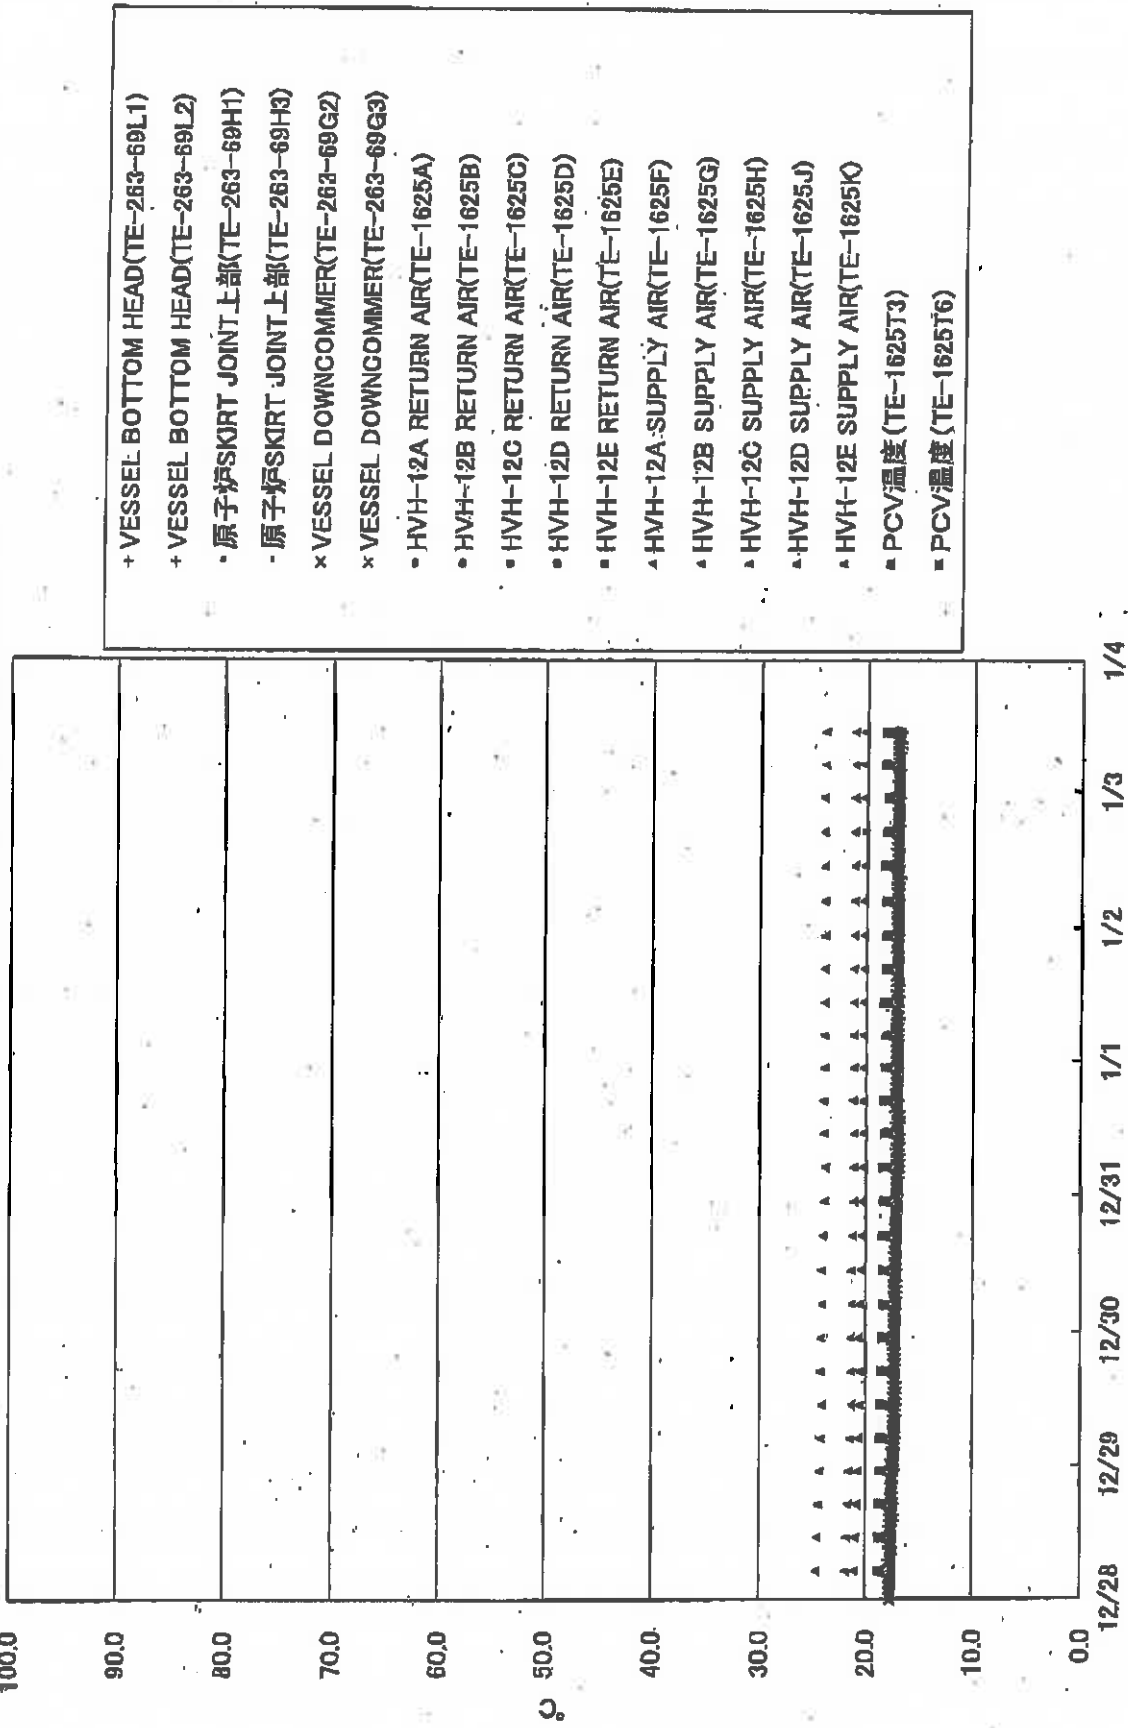 100.0
90.0
80.0
70.0
60.0
50.0
40.0
30.0
20.0
10.0
0.0
℃
12/28
12/29
12/30
12/31
1/1
1/2
1/3
1/4
+ VESSEL BOTTOM HEAD(TE-263-69L1)
+ VESSEL BOTTOM HEAD(TE-263-69L2)
- 原子炉SKIRT JOINT上部(TE-263-69H1)
- 原子炉SKIRT JOINT上部(TE-263-69H3)
× VESSEL DOWNCOMMER(TE-263-69G2)
× VESSEL DOWNCOMMER(TE-263-69G3)
● HVH-12A RETURN AIR(TE-1625A)
● HVH-12B RETURN AIR(TE-1625B)
● HVH-12C RETURN AIR(TE-1625C)
● HVH-12D RETURN AIR(TE-1625D)
● HVH-12E RETURN AIR(TE-1625E)
▲ HVH-12A SUPPLY AIR(TE-1625F)
▲ HVH-12B SUPPLY AIR(TE-1625G)
▲ HVH-12C SUPPLY AIR(TE-1625H)
▲ HVH-12D SUPPLY AIR(TE-1625J)
▲ HVH-12E SUPPLY AIR(TE-1625K)
■ PCV温度(TE-1625T3)
■ PCV温度(TE-1625T6)